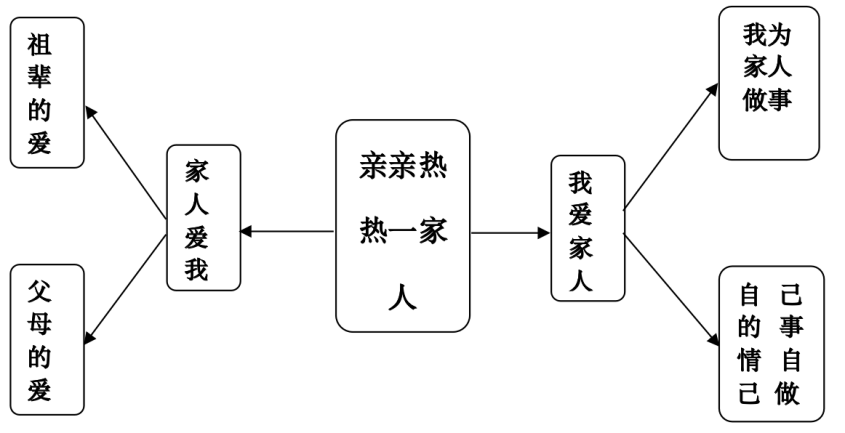 祖
辈
的
爱
父
母
的
爱
家
人
爱
我
亲亲热
热一家
人
我
爱
家
人
我为
家人
做事
自 己
的 事
情 自
己 做